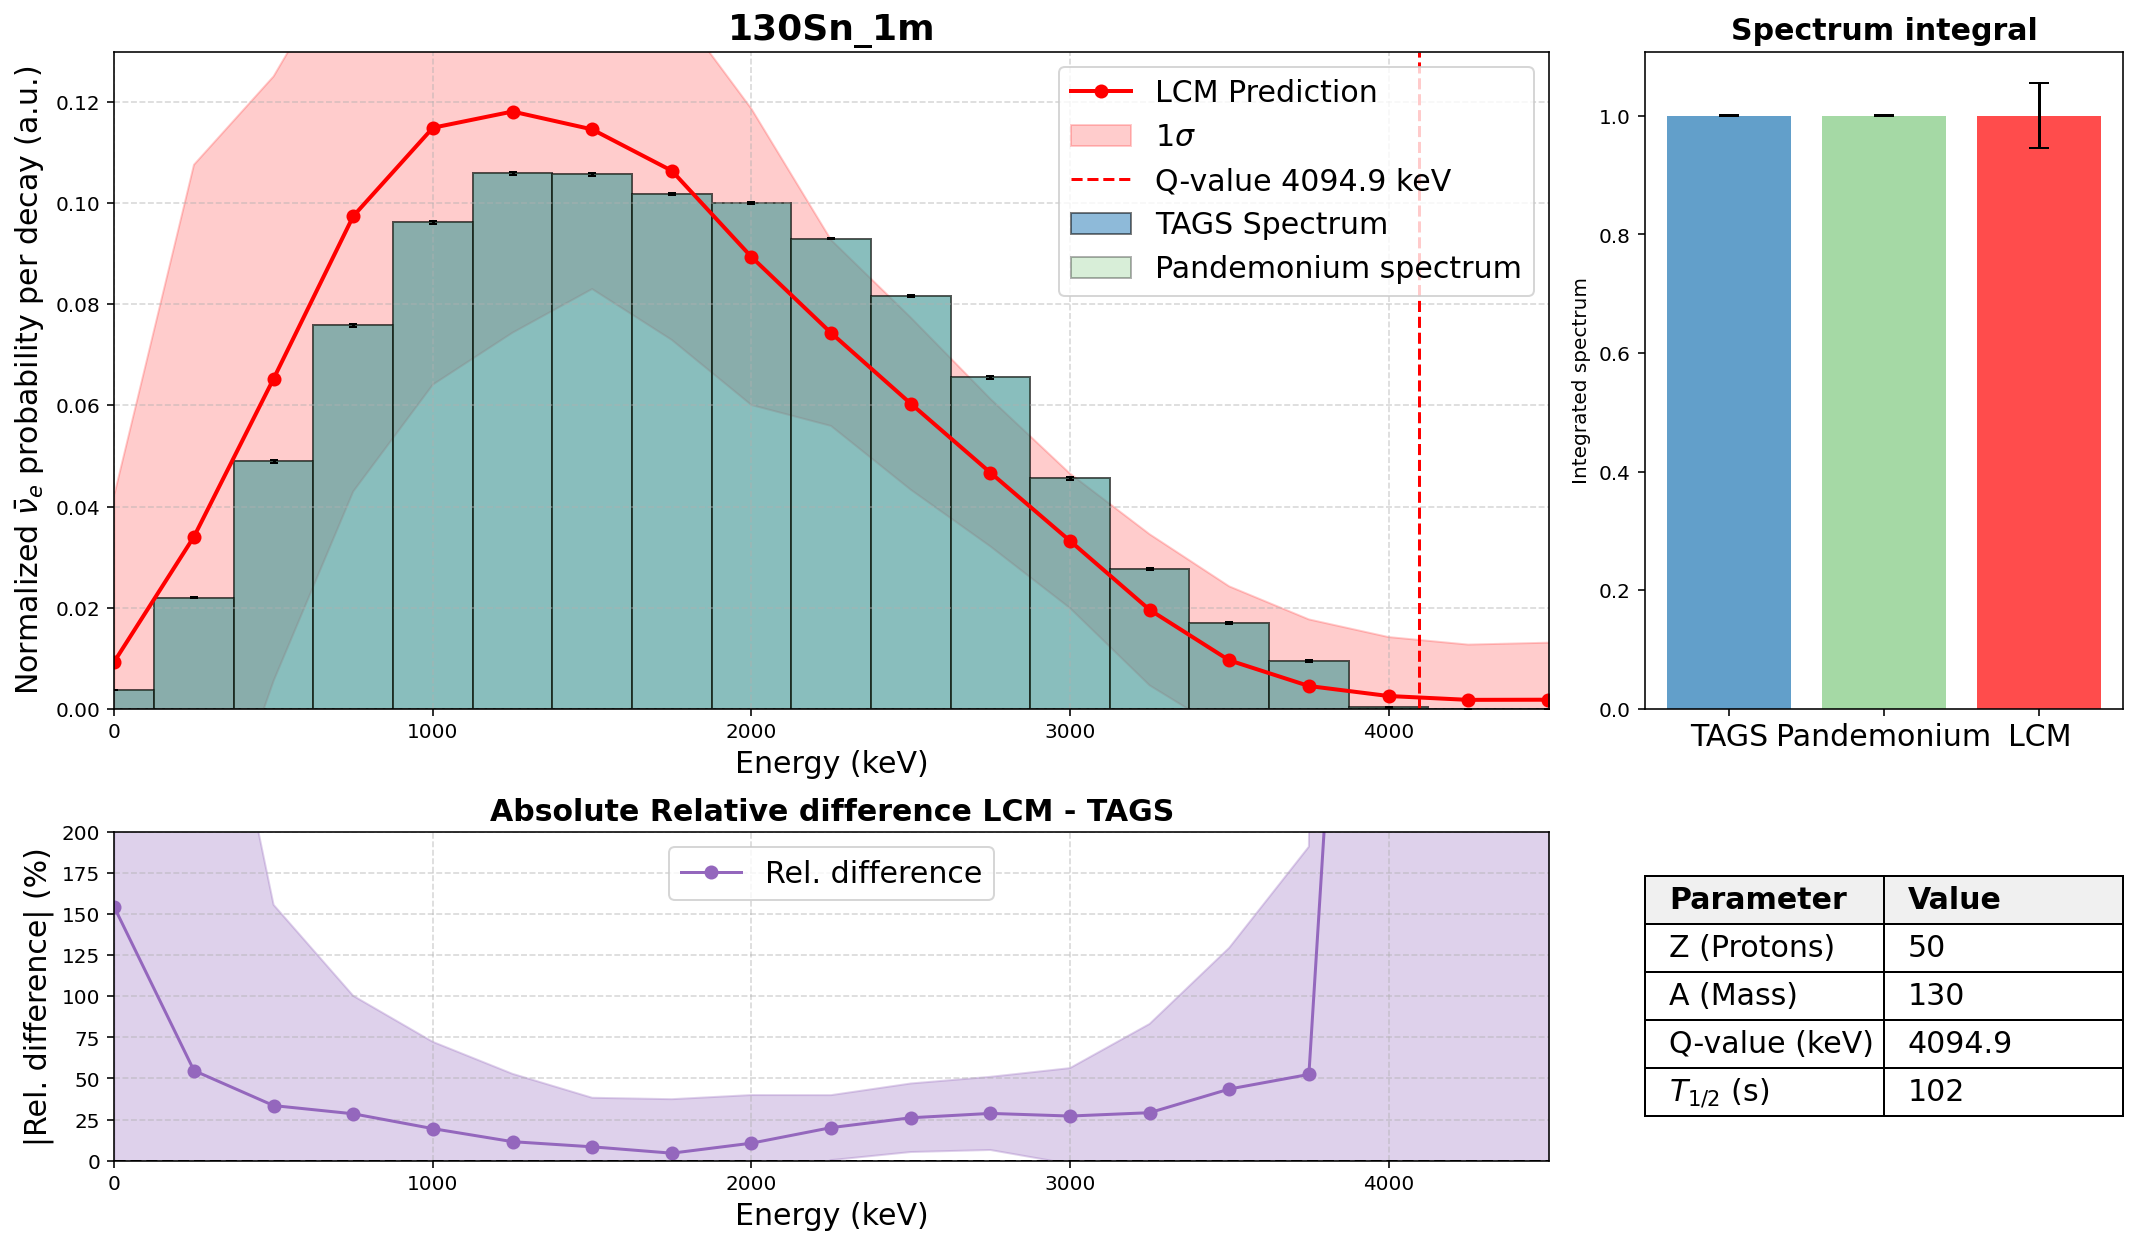 130Sn_1m
Normalized ν̄e probability per decay (a.u.)
0.12
0.10
0.08
0.06
0.04
0.02
0.00
LCM Prediction
1σ
Q-value 4094.9 keV
TAGS Spectrum
Pandemonium spectrum
0 1000 2000 3000 4000
Energy (keV)
Spectrum integral
Integrated spectrum
1.0
0.8
0.6
0.4
0.2
0.0
TAGS Pandemonium LCM
Absolute Relative difference LCM - TAGS
|Rel. difference| (%)
200
175
150
125
100
75
50
25
0
Rel. difference
0 1000 2000 3000 4000
Energy (keV)
Parameter Value
Z (Protons) 50
A (Mass) 130
Q-value (keV) 4094.9
T1/2 (s) 102